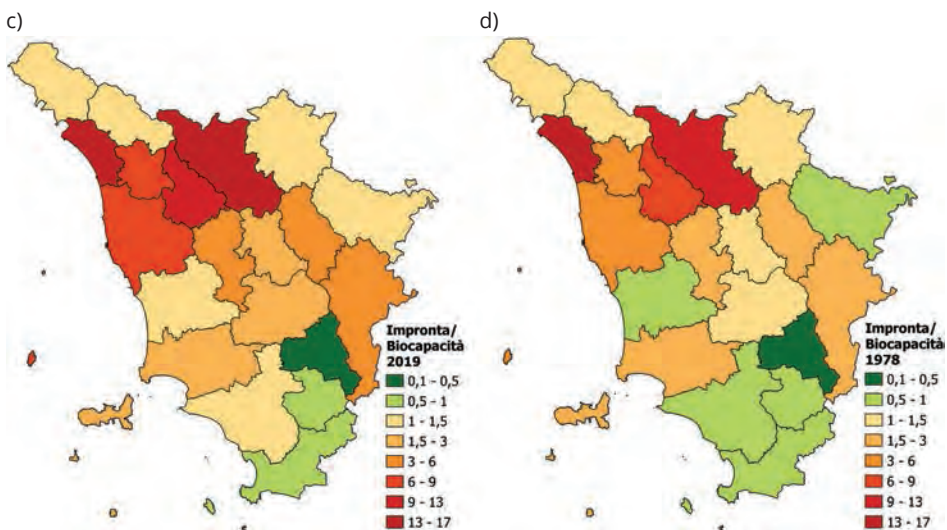 c)
d)
Impronta/
Biocapacità
2019
0,1 - 0,5
0,5 - 1
1 - 1,5
1,5 - 3
3 - 6
6 - 9
9 - 13
13 - 17
Impronta/
Biocapacità
1978
0,1 - 0,5
0,5 - 1
1 - 1,5
1,5 - 3
3 - 6
6 - 9
9 - 13
13 - 17